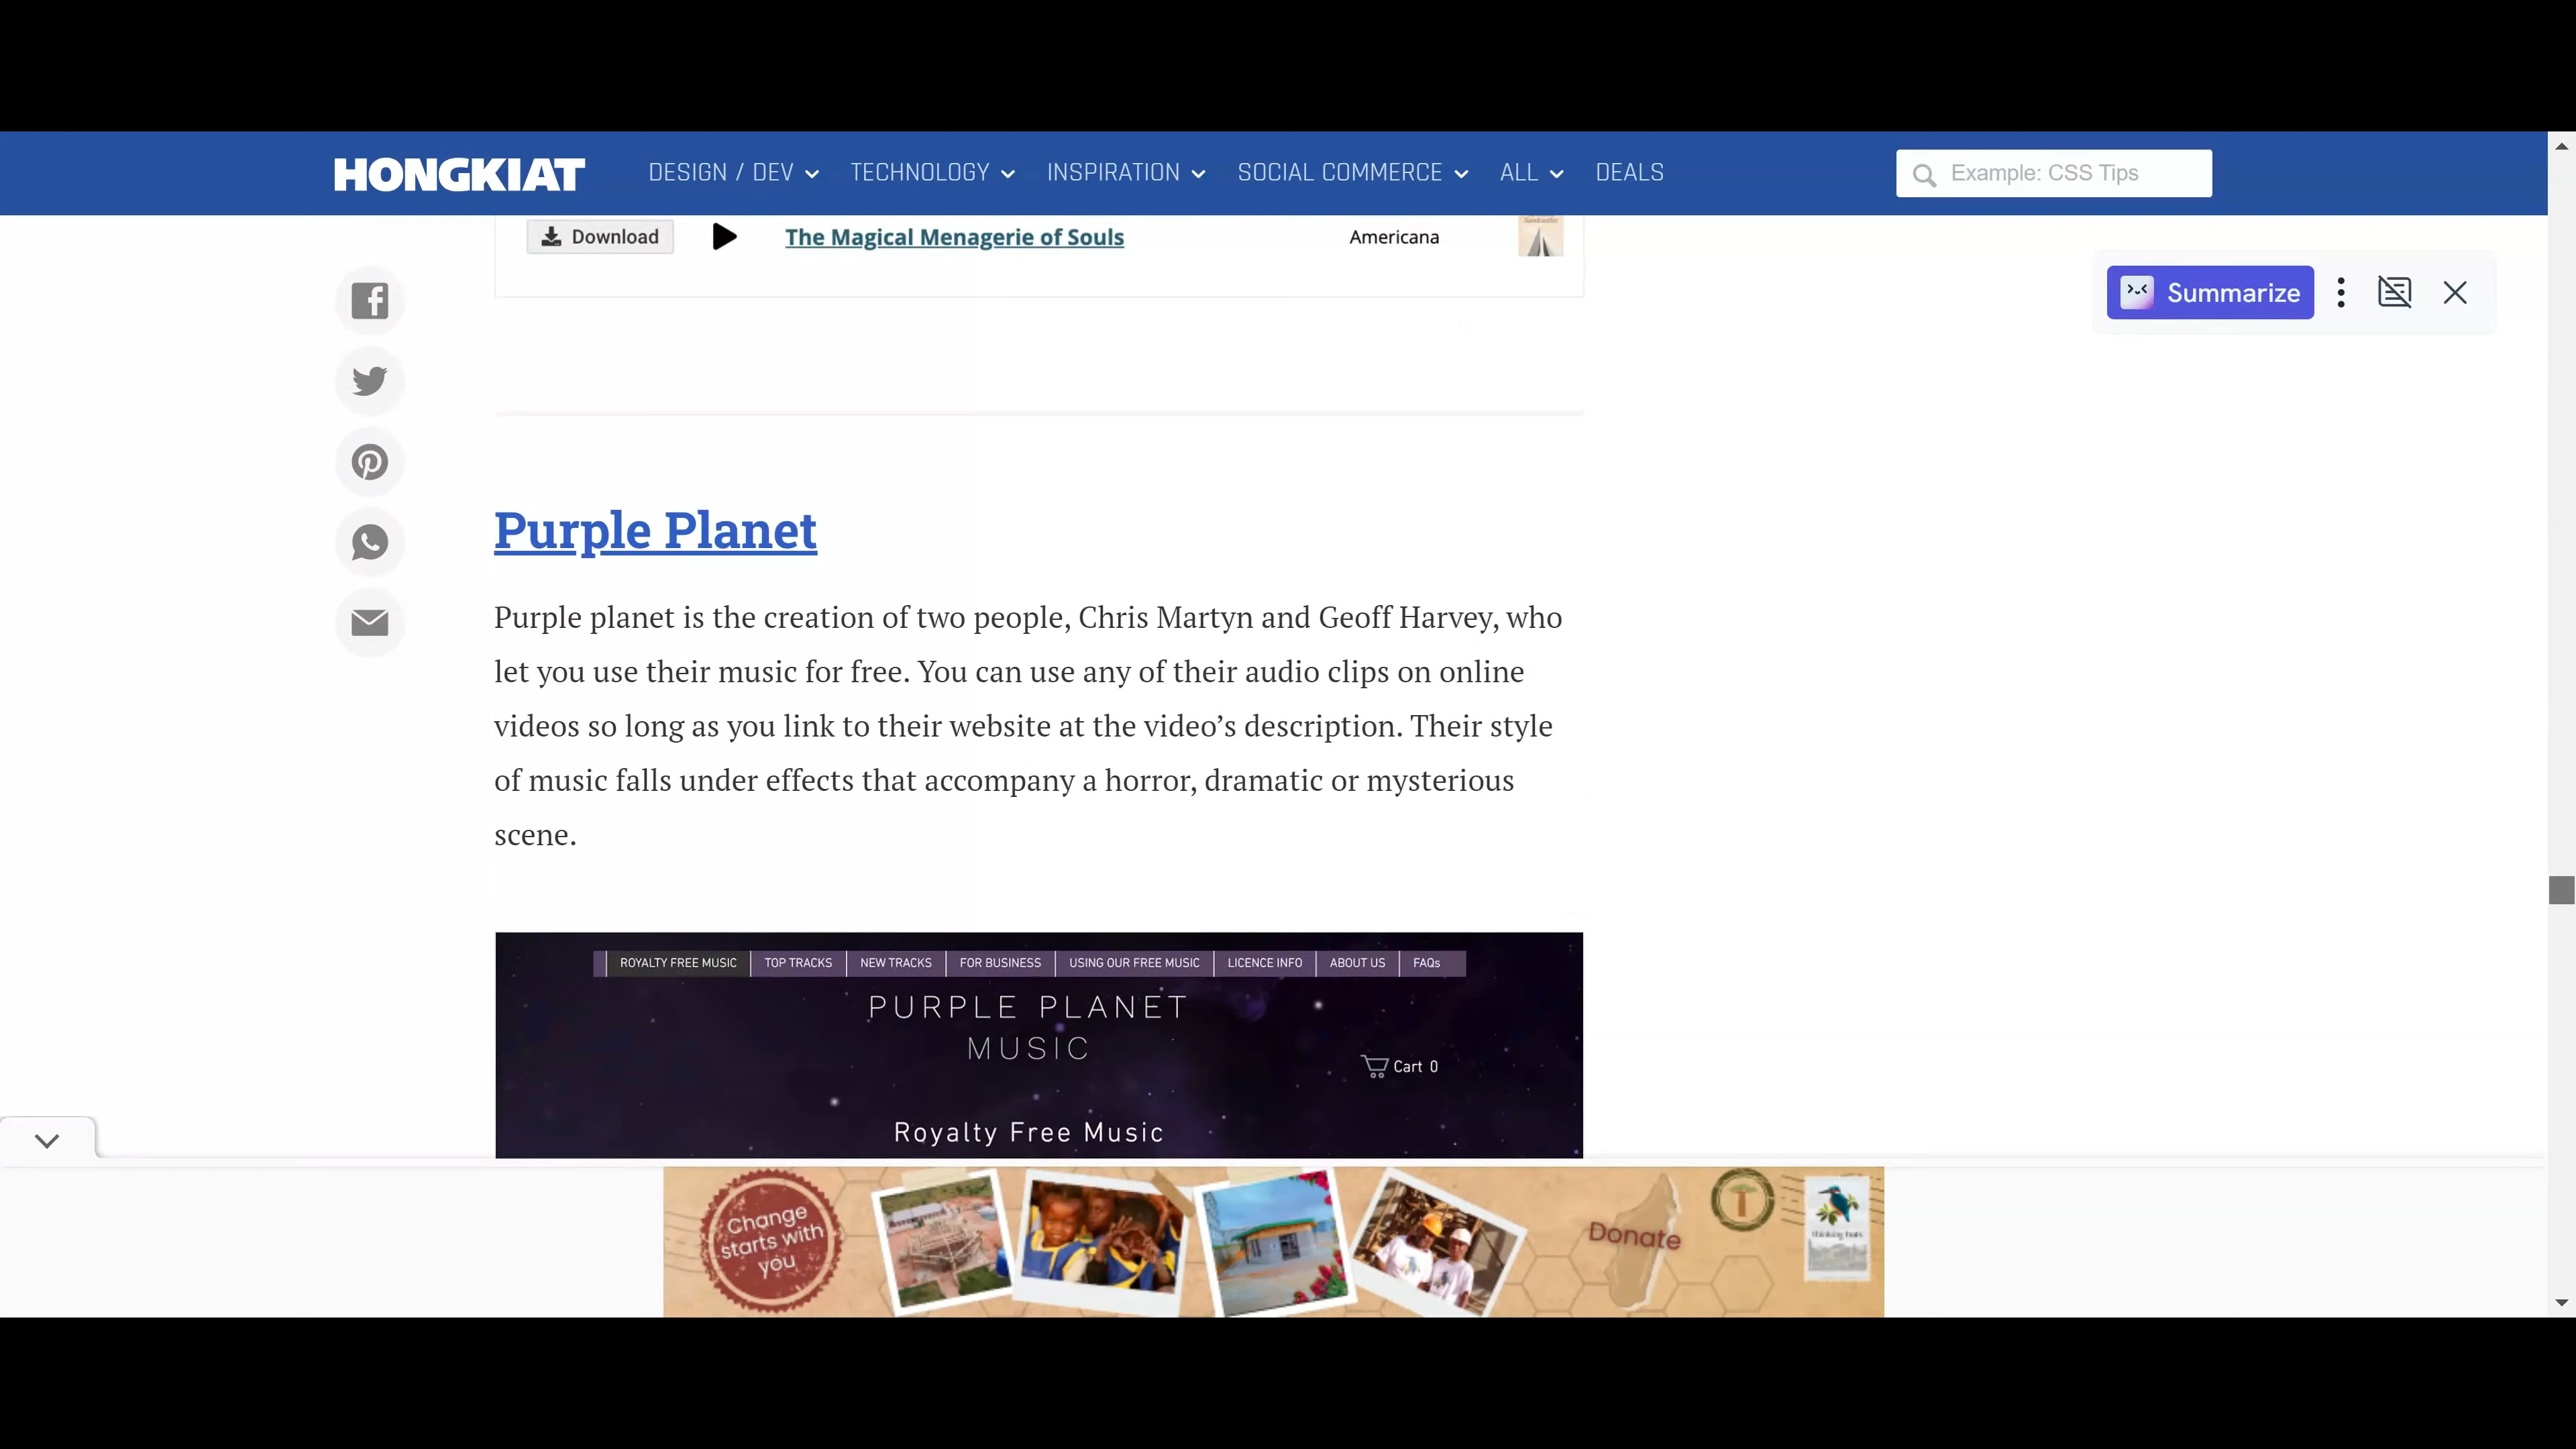 HONGKIAT
DESIGN / DEV
TECHNOLOGY
INSPIRATION
SOCIAL COMMERCE
ALL
DEALS
Example: CSS Tips
Download
The Magical Menagerie of Souls
Americana
Summarize
Purple Planet
Purple planet is the creation of two people, Chris Martyn and Geoff Harvey, who
let you use their music for free. You can use any of their audio clips on online
videos so long as you link to their website at the video’s description. Their style
of music falls under effects that accompany a horror, dramatic or mysterious
scene.
ROYALTY FREE MUSIC
TOP TRACKS
NEW TRACKS
FOR BUSINESS
USING OUR FREE MUSIC
LICENCE INFO
ABOUT US
FAQs
PURPLE PLANET
MUSIC
Cart 0
Royalty Free Music
Change
starts with
you
Donate
thinking huts